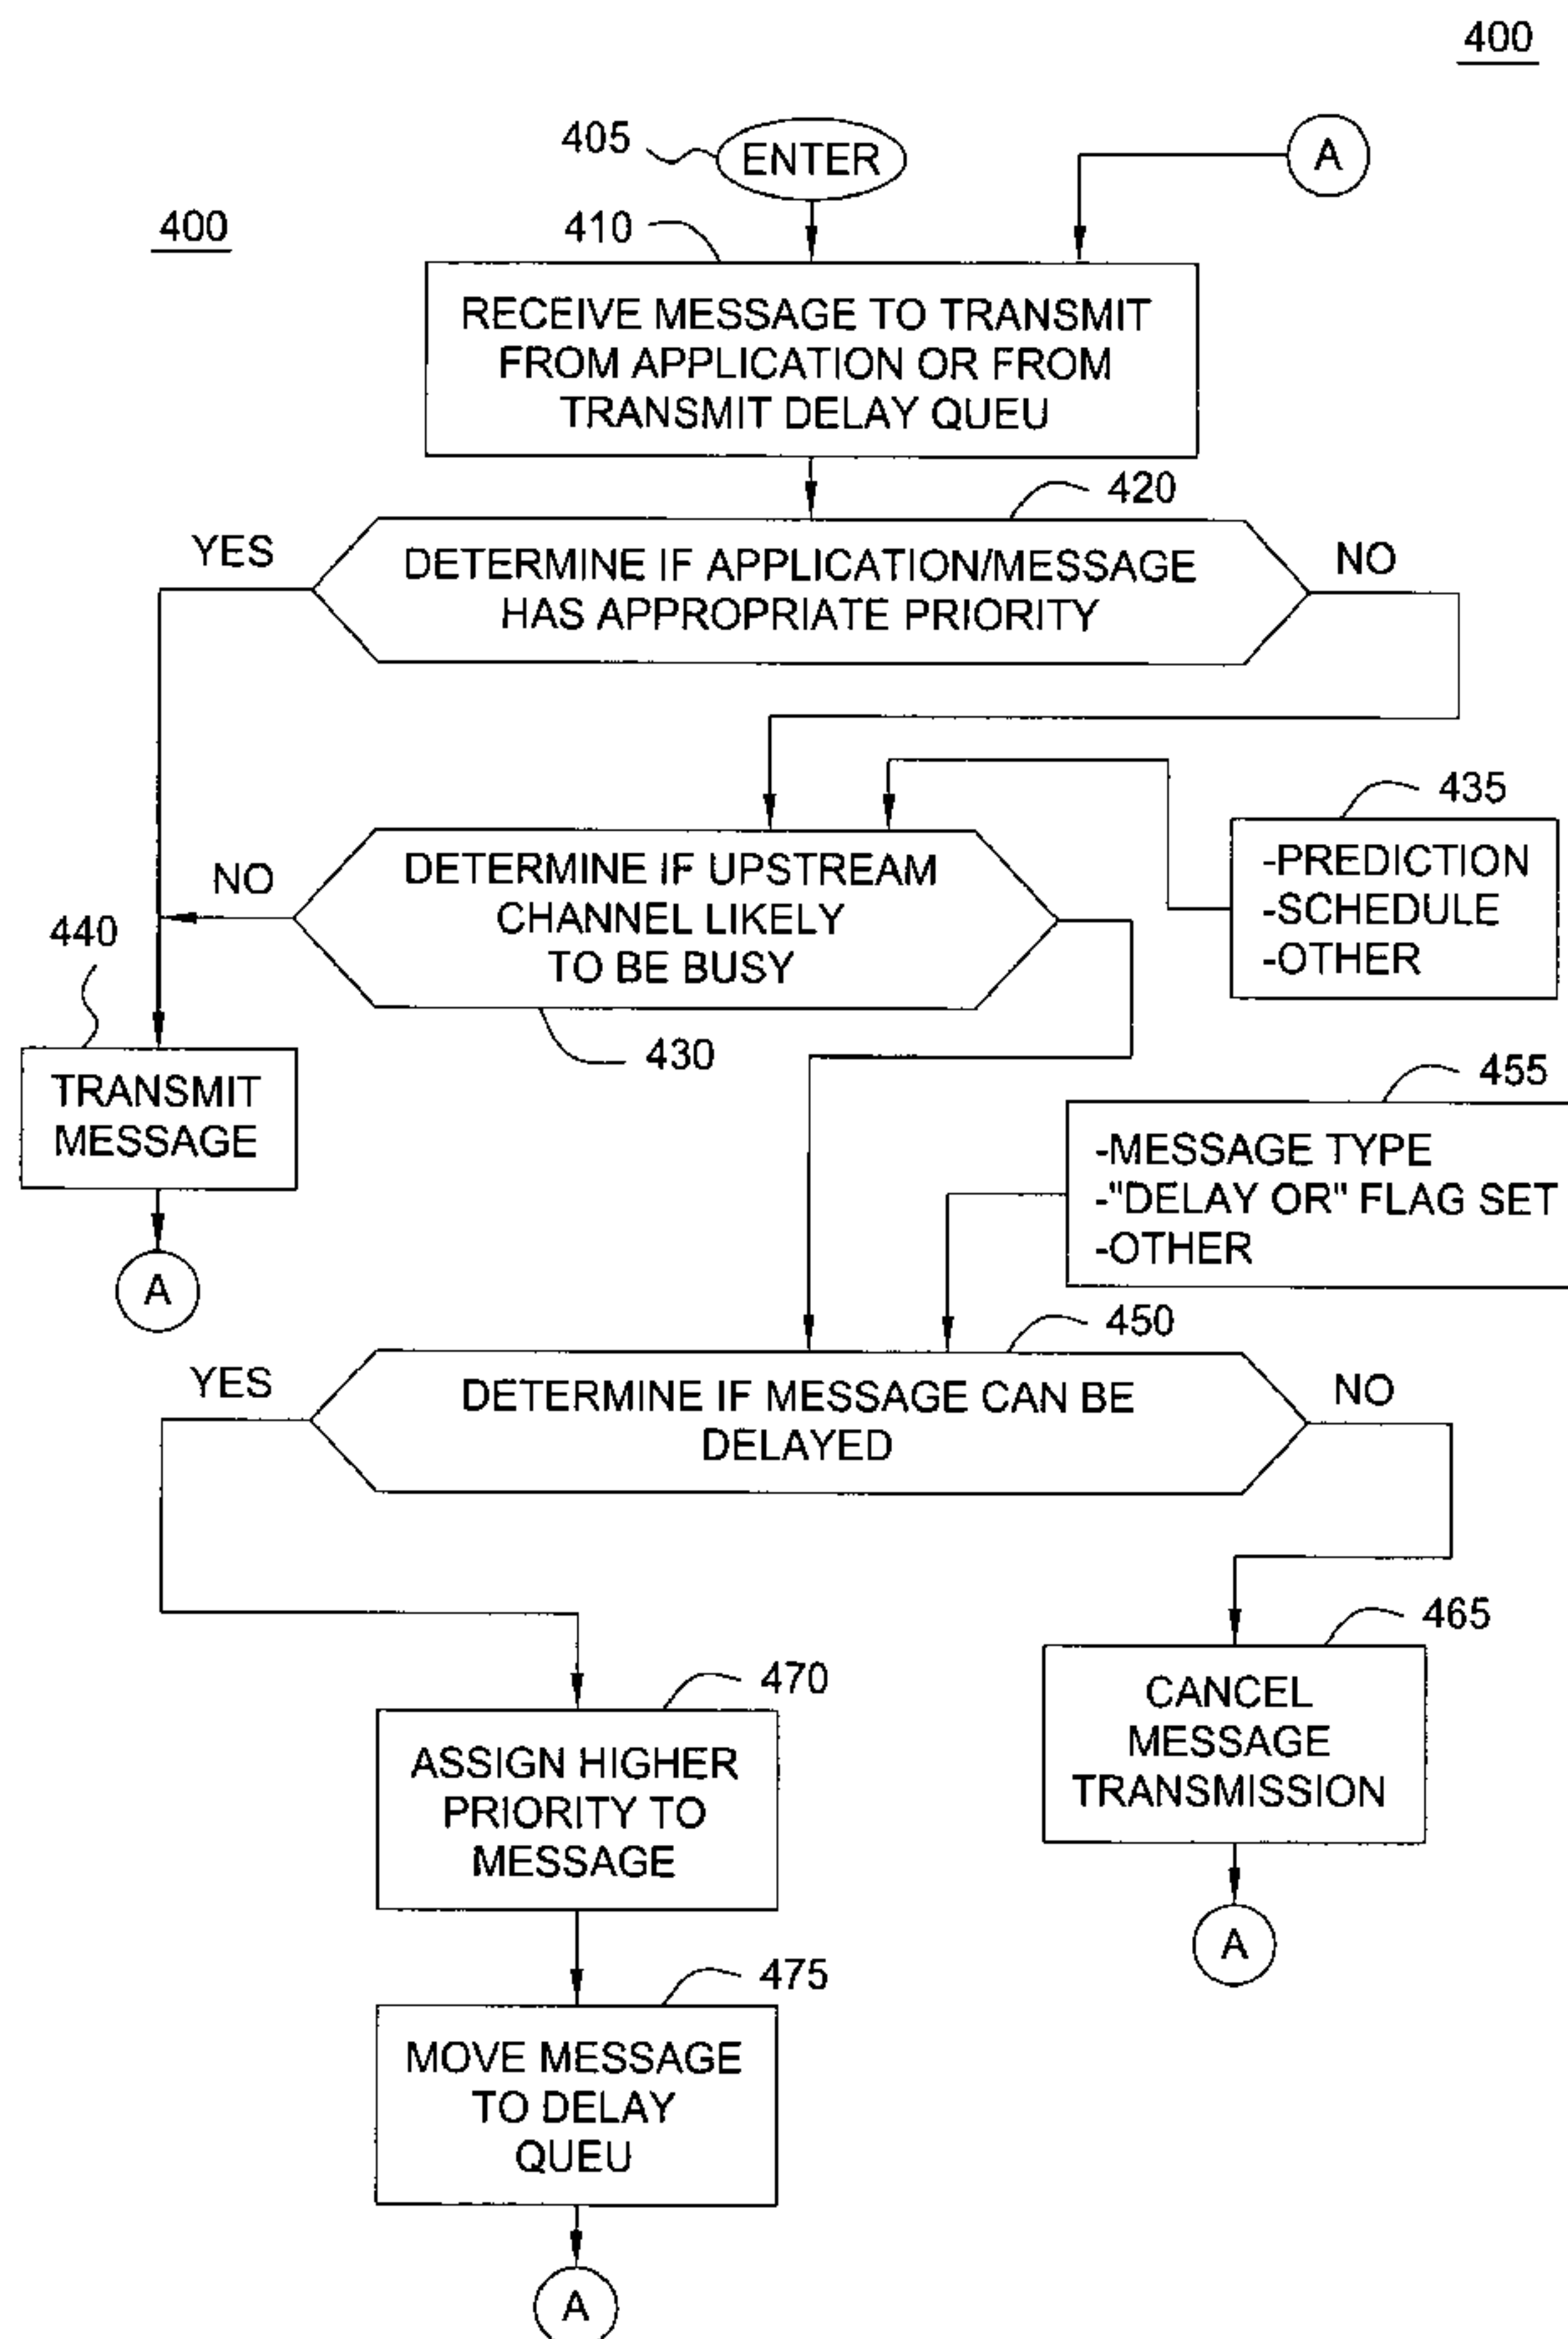 400
405
ENTER
A
400
410
RECEIVE MESSAGE TO TRANSMIT
FROM APPLICATION OR FROM
TRANSMIT DELAY QUEU
420
YES
DETERMINE IF APPLICATION/MESSAGE
HAS APPROPRIATE PRIORITY
NO
435
-PREDICTION
-SCHEDULE
-OTHER
NO
DETERMINE IF UPSTREAM
CHANNEL LIKELY
TO BE BUSY
430
440
TRANSMIT
MESSAGE
A
455
-MESSAGE TYPE
-"DELAY OR" FLAG SET
-OTHER
450
YES
DETERMINE IF MESSAGE CAN BE
DELAYED
NO
465
CANCEL
MESSAGE
TRANSMISSION
A
470
ASSIGN HIGHER
PRIORITY TO
MESSAGE
475
MOVE MESSAGE
TO DELAY
QUEU
A